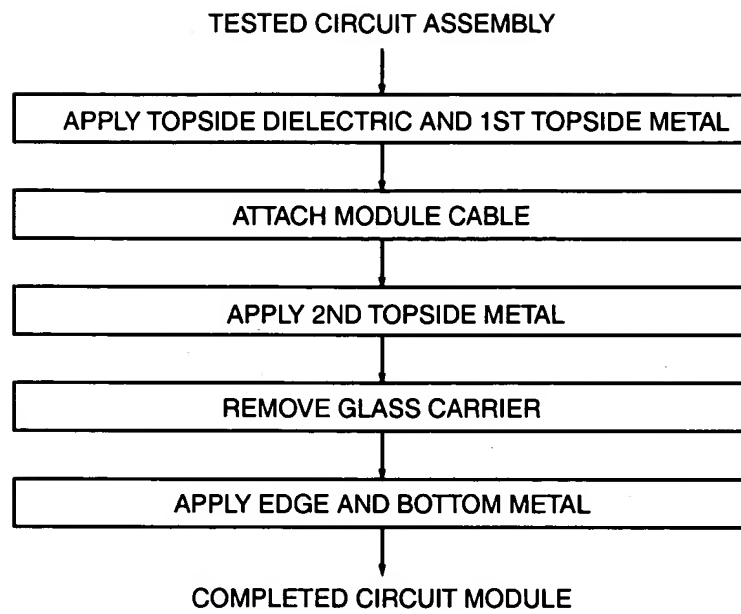 TESTED CIRCUIT ASSEMBLY
APPLY TOPSIDE DIELECTRIC AND 1ST TOPSIDE METAL
ATTACH MODULE CABLE
APPLY 2ND TOPSIDE METAL
REMOVE GLASS CARRIER
APPLY EDGE AND BOTTOM METAL
COMPLETED CIRCUIT MODULE